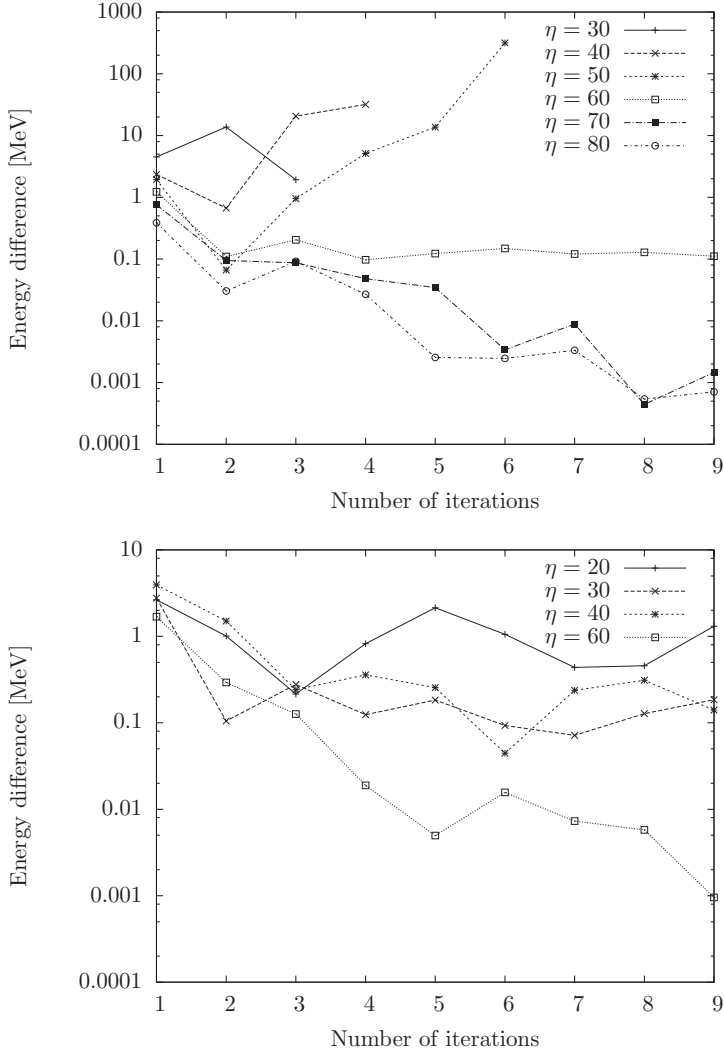 1000
100
10
1
0.1
0.01
0.001
0.0001
Energy difference [MeV]
η = 30
η = 40
η = 50
η = 60
η = 70
η = 80
1 2 3 4 5 6 7 8 9
Number of iterations
10
1
0.1
0.01
0.001
0.0001
Energy difference [MeV]
η = 20
η = 30
η = 40
η = 60
1 2 3 4 5 6 7 8 9
Number of iterations